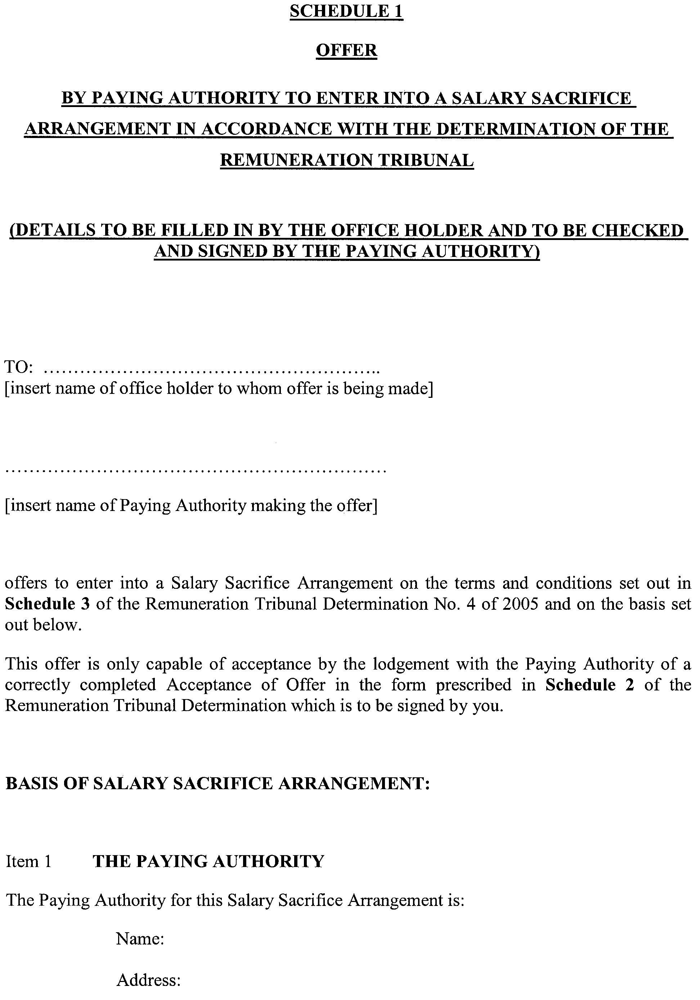 SCHEDULE 1
OFFER
BY PAYING AUTHORITY TO ENTER INTO A SALARY SACRIFICE
ARRANGEMENT IN ACCORDANCE WITH THE DETERMINATION OF THE
REMUNERATION TRIBUNAL
(DETAILS TO BE FILLED IN BY THE OFFICE HOLDER AND TO BE CHECKED
AND SIGNED BY THE PAYING AUTHORITY)
TO: ........................................................
[insert name of office holder to whom offer is being made]
...............................................................
[insert name of Paying Authority making the offer]
offers to enter into a Salary Sacrifice Arrangement on the terms and conditions set out in
Schedule 3 of the Remuneration Tribunal Determination No. 4 of 2005 and on the basis set
out below.
This offer is only capable of acceptance by the lodgement with the Paying Authority of a
correctly completed Acceptance of Offer in the form prescribed in Schedule 2 of the
Remuneration Tribunal Determination which is to be signed by you.
BASIS OF SALARY SACRIFICE ARRANGEMENT:
Item 1 THE PAYING AUTHORITY
The Paying Authority for this Salary Sacrifice Arrangement is:
Name:
Address: